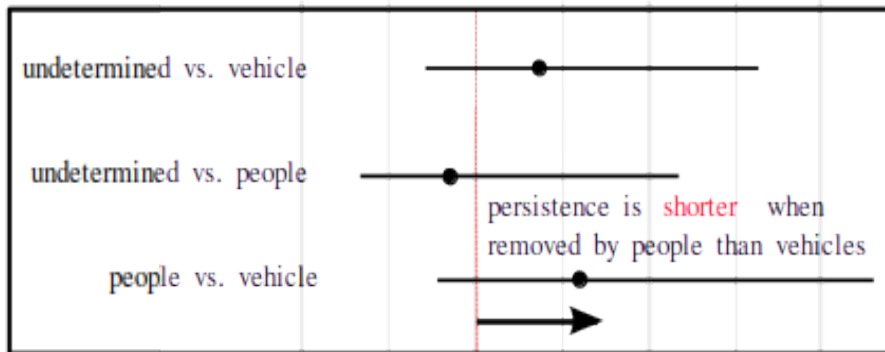 undetermined vs. vehicle
undetermined vs. people
persistence is shorter when
removed by people than vehicles
people vs. vehicle